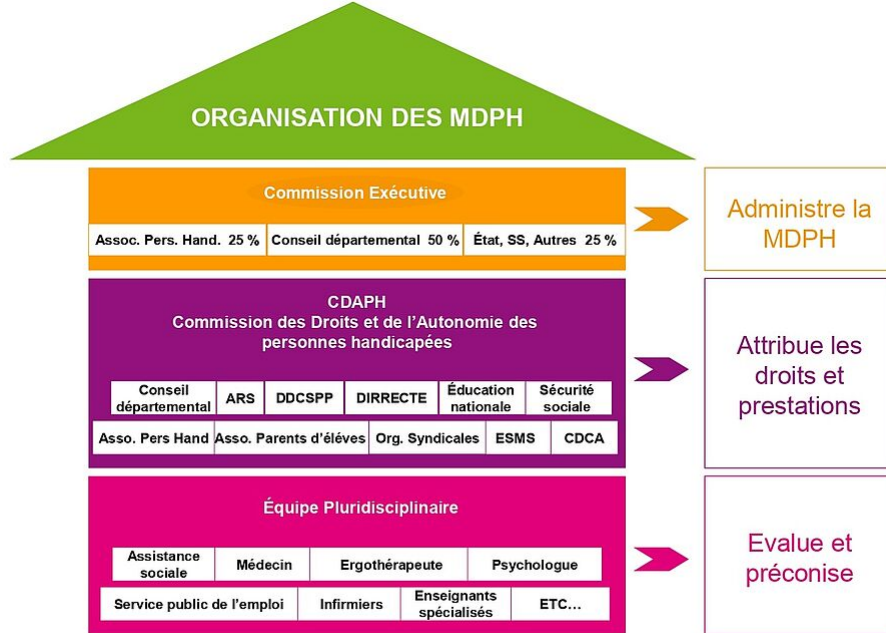 ORGANISATION DES MDPH
Commission Exécutive
Assoc. Pers. Hand. 25 %
Conseil départemental 50 %
État, SS, Autres 25 %
Administre la
MDPH
CDAPH
Commission des Droits et de l'Autonomie des
personnes handicapées
Conseil
départemental
ARS
DDCSPP
DIRRECTE
Éducation
nationale
Sécurité
sociale
Asso. Pers Hand
Asso. Parents d'éléves
Org. Syndicales
ESMS
CDCA
Attribue les
droits et
prestations
Équipe Pluridisciplinaire
Assistance
sociale
Médecin
Ergothérapeute
Psychologue
Service public de l'emploi
Infirmiers
Enseignants
spécialisés
ETC...
Evalue et
préconise